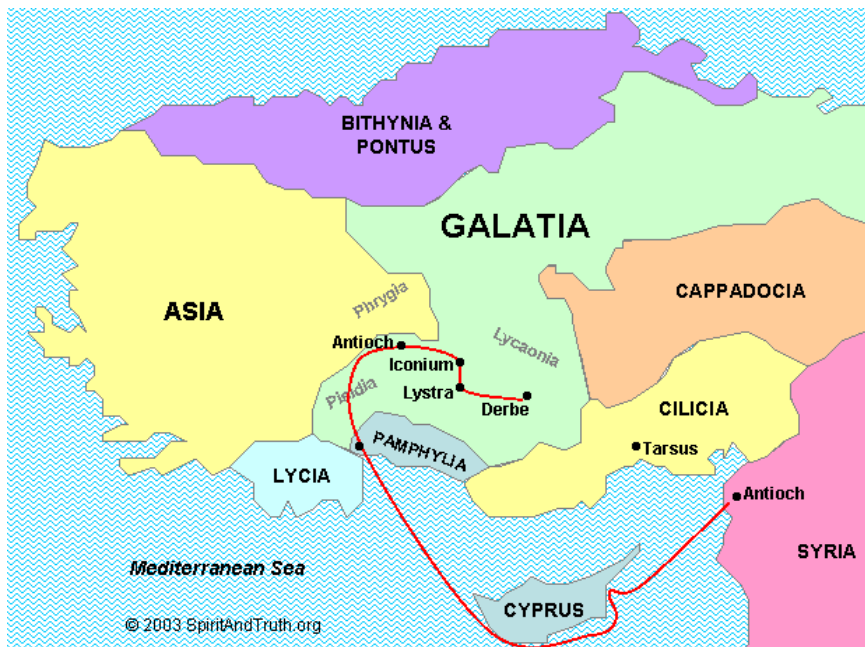 BITHYNIA &
PONTUS
GALATIA
CAPPADOCIA
ASIA
Phrygia
Lycaonia
Antioch
Iconium
Pisidia
Lystra
Derbe
CILICIA
PAMPHYLIA
Tarsus
LYCIA
Antioch
SYRIA
Mediterranean Sea
CYPRUS
© 2003 SpiritAndTruth.org